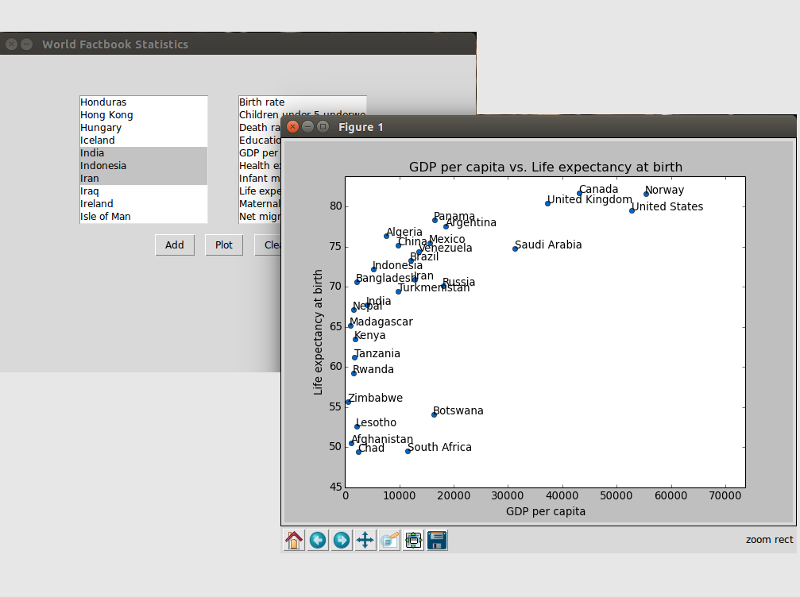 World Factbook Statistics
Honduras
Hong Kong
Hungary
Iceland
India
Indonesia
Iran
Iraq
Ireland
Isle of Man
Birth rate
Children under 5 underwe
Death ra
Educatio
GDP per
Health e
Infant m
Life expe
Maternal
Net migr
Add
Plot
Clea
Figure 1
GDP per capita vs. Life expectancy at birth
Life expectancy at birth
80
75
70
65
60
55
50
45
Canada
Norway
United Kingdom
United States
Panama
Argentina
Algeria
China
Mexico
Venezuela
Saudi Arabia
Brazil
Indonesia
Bangladesh
Iran
Russia
Turkmenistan
India
Nepal
Madagascar
Kenya
Tanzania
Rwanda
Zimbabwe
Botswana
Lesotho
Afghanistan
Chad
South Africa
0 10000 20000 30000 40000 50000 60000 70000
GDP per capita
zoom rect